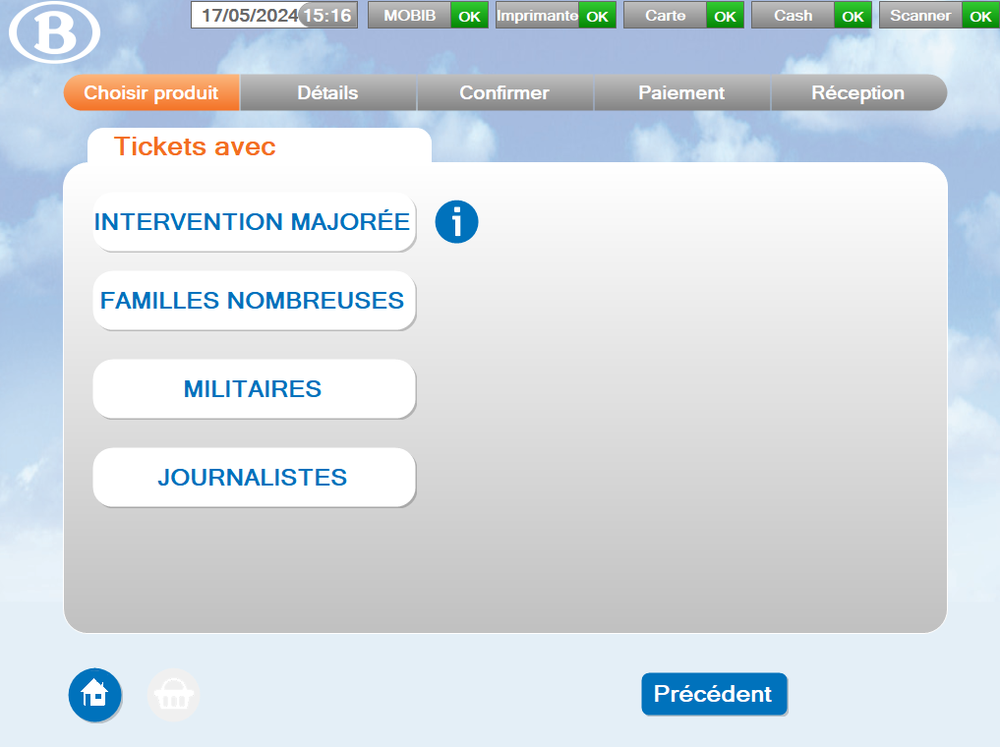 B 17/05/2024 15:16 MOBIB OK Imprimante OK Carte OK Cash OK Scanner OK
Choisir produit Détails Confirmer Paiement Réception
Tickets avec
INTERVENTION MAJORÉE i
FAMILLES NOMBREUSES
MILITAIRES
JOURNALISTES
Précédent